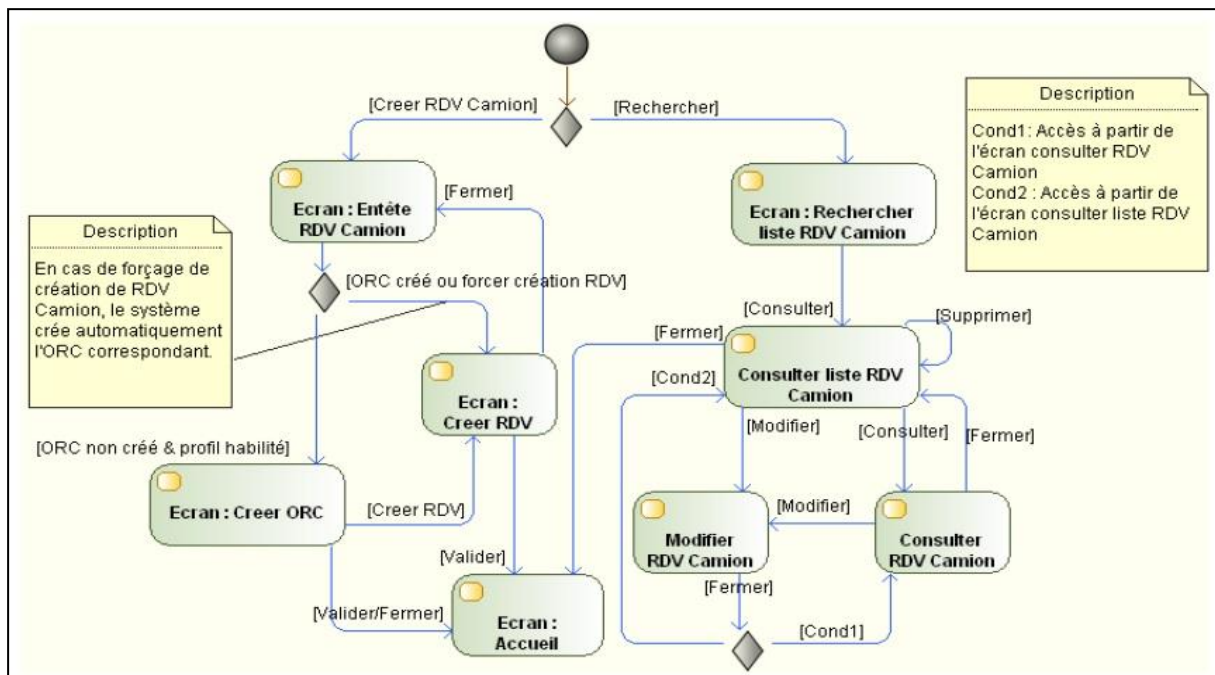 [Creer RDV Camion]
[Rechercher]
Description
Cond1: Accès à partir de
l'écran consulter RDV
Camion
Cond2 : Accès à partir de
l'écran consulter liste RDV
Camion
Ecran : Entête
RDV Camion
[Fermer]
Ecran : Rechercher
liste RDV Camion
Description
En cas de forçage de
création de RDV
Camion, le système
crée automatiquement
l'ORC correspondant.
[ORC créé ou forcer création RDV]
[Consulter]
[Supprimer]
[Fermer]
Consulter liste RDV
Camion
[Cond2]
Ecran :
Creer RDV
[Modifier]
[Consulter]
[Fermer]
[ORC non créé & profil habilité]
Ecran : Creer ORC
[Creer RDV]
[Modifier]
Modifier
RDV Camion
Consulter
RDV Camion
[Valider]
[Fermer]
[Valider/Fermer]
Ecran :
Accueil
[Cond1]